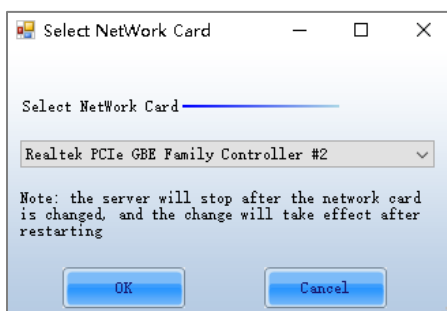 Select NetWork Card
Select NetWork Card
Realtek PCIe GBE Family Controller #2
Note: the server will stop after the network card
is changed, and the change will take effect after
restarting
OK Cancel